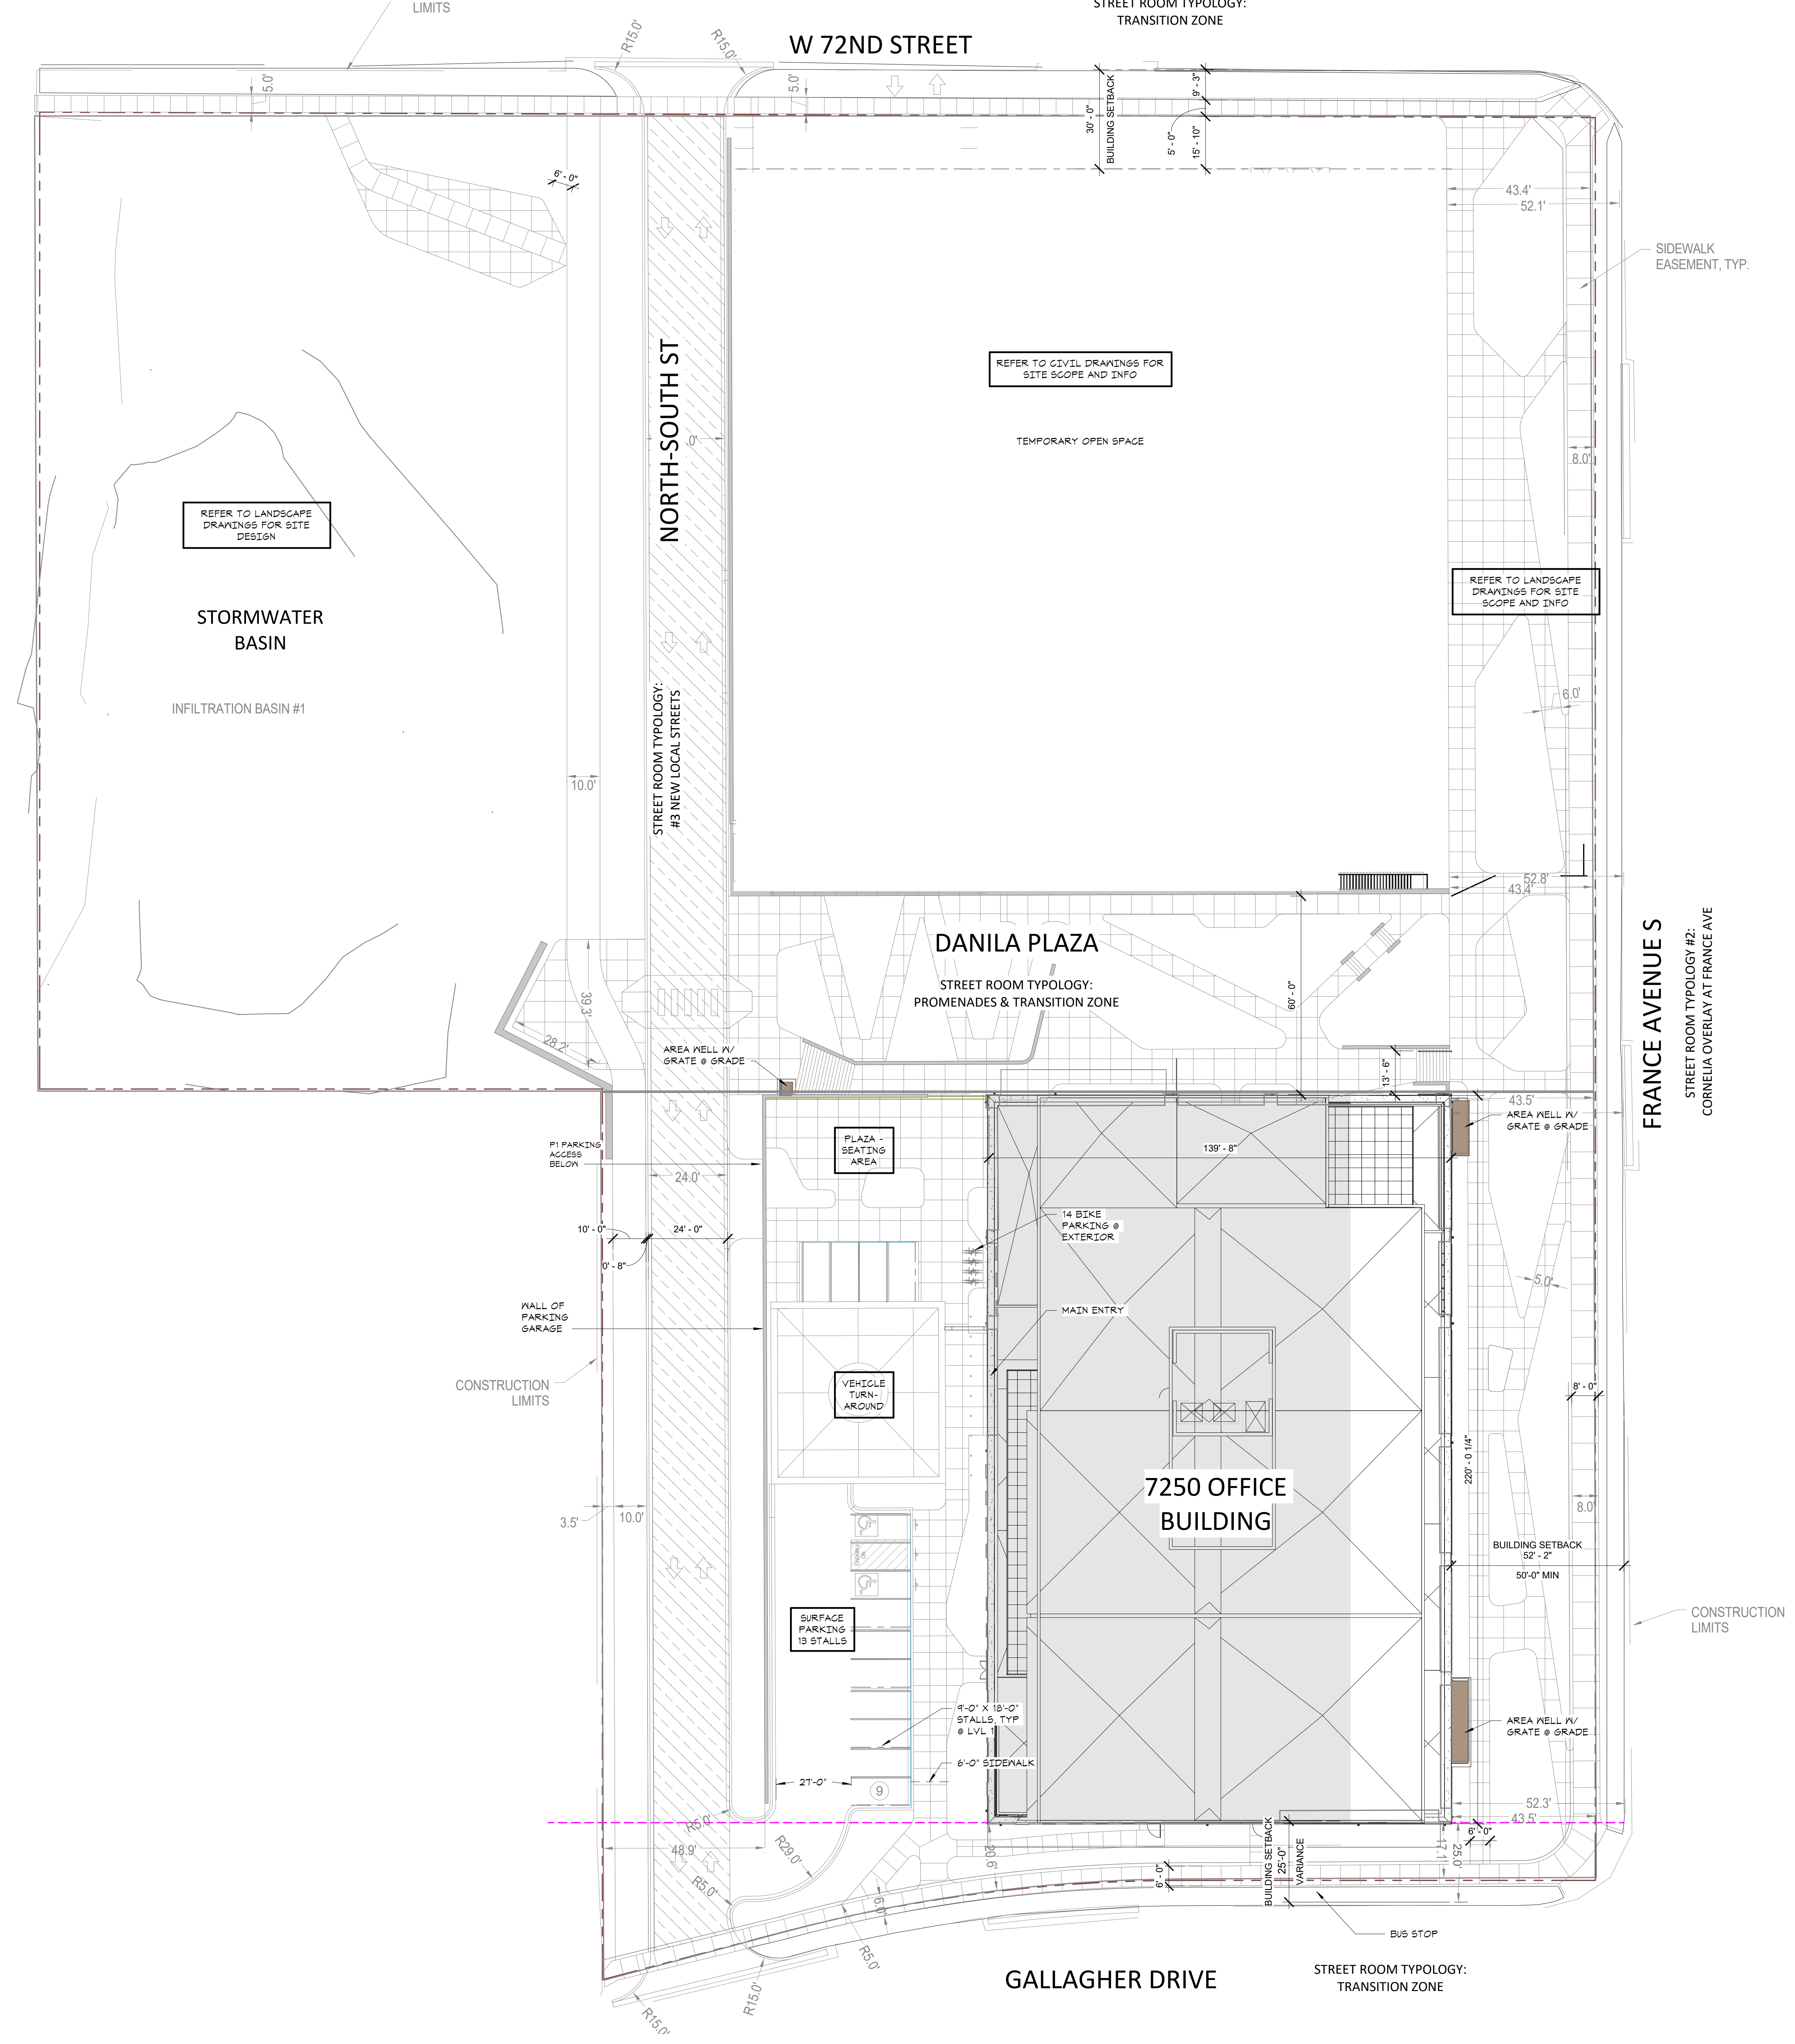 LIMITS
STREET ROOM TYPOLOGY:
TRANSITION ZONE
W 72ND STREET
R15.0'
R15.0'
5.0'
5.0'
30' - 0"
BUILDING SETBACK
9' - 3"
5' - 0"
15' - 10"
6' - 0"
43.4'
52.1'
SIDEWALK
EASEMENT, TYP.
REFER TO CIVIL DRAWINGS FOR
SITE SCOPE AND INFO
TEMPORARY OPEN SPACE
NORTH-SOUTH ST
.0'
8.0'
REFER TO LANDSCAPE
DRAWINGS FOR SITE
DESIGN
REFER TO LANDSCAPE
DRAWINGS FOR SITE
SCOPE AND INFO
STORMWATER
BASIN
INFILTRATION BASIN #1
STREET ROOM TYPOLOGY:
#3 NEW LOCAL STREETS
6.0'
10.0'
52.8'
43.4'
DANILA PLAZA
STREET ROOM TYPOLOGY:
PROMENADES & TRANSITION ZONE
60' - 0"
39.3'
28.2'
AREA WELL W/
GRATE @ GRADE
13' - 6"
FRANCE AVENUE S
STREET ROOM TYPOLOGY #2:
CORNELIA OVERLAY AT FRANCE AVE
43.5'
AREA WELL W/
GRATE @ GRADE
P1 PARKING
ACCESS
BELOW
PLAZA -
SEATING
AREA
139' - 8"
24.0'
14 BIKE
PARKING @
EXTERIOR
10' - 0"
24' - 0"
0' - 8"
5.0'
WALL OF
PARKING
GARAGE
MAIN ENTRY
CONSTRUCTION
LIMITS
VEHICLE
TURN-
AROUND
8' - 0"
220' - 0 1/4"
7250 OFFICE
BUILDING
3.5'
10.0'
8.0'
NO
PARKING
BUILDING SETBACK
52' - 2"
50'-0" MIN
SURFACE
PARKING
13 STALLS
CONSTRUCTION
LIMITS
9'-0" X 18'-0"
STALLS, TYP
@ LVL 1
AREA WELL W/
GRATE @ GRADE
6'-0" SIDEWALK
27'-0"
9
52.3'
43.5'
R5.0'
48.9'
R29.0'
R5.0'
20.6'
6' - 0"
BUILDING SETBACK
25'-0"
VARIANCE
17.1'
25.0'
6' - 0"
6.0'
R5.0'
BUS STOP
GALLAGHER DRIVE
STREET ROOM TYPOLOGY:
TRANSITION ZONE
R15.0'
R15.0'